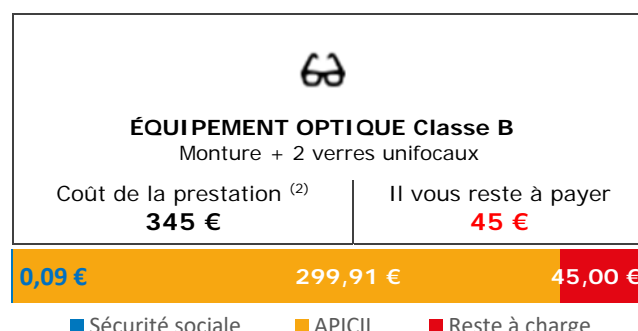 ÉQUIPEMENT OPTIQUE Classe B
Monture + 2 verres unifocaux
Coût de la prestation (2)
345 €
Il vous reste à payer
45 €
0,09 € 299,91 € 45,00 €
Sécurité sociale APICIL Reste à charge